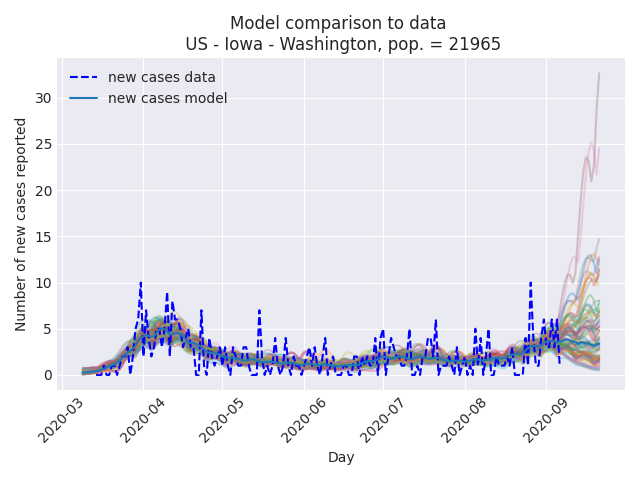 Model comparison to data
US - Iowa - Washington, pop. = 21965
new cases data
new cases model
Number of new cases reported
30
25
20
15
10
5
0
2020-03
2020-04
2020-05
2020-06
2020-07
2020-08
2020-09
Day